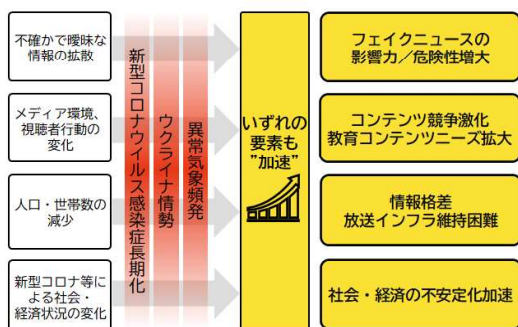 不確かで曖昧な
情報の拡散
メディア環境、
視聴者行動の
変化
人口・世帯数の
減少
新型コロナ等に
よる社会・
経済状況の変化
新型コロナウイルス感染症長期化
ウクライナ情勢
異常気象頻発
いずれの
要素も
”加速”
フェイクニュースの
影響力／危険性増大
コンテンツ競争激化
教育コンテンツニーズ拡大
情報格差
放送インフラ維持困難
社会・経済の不安定化加速